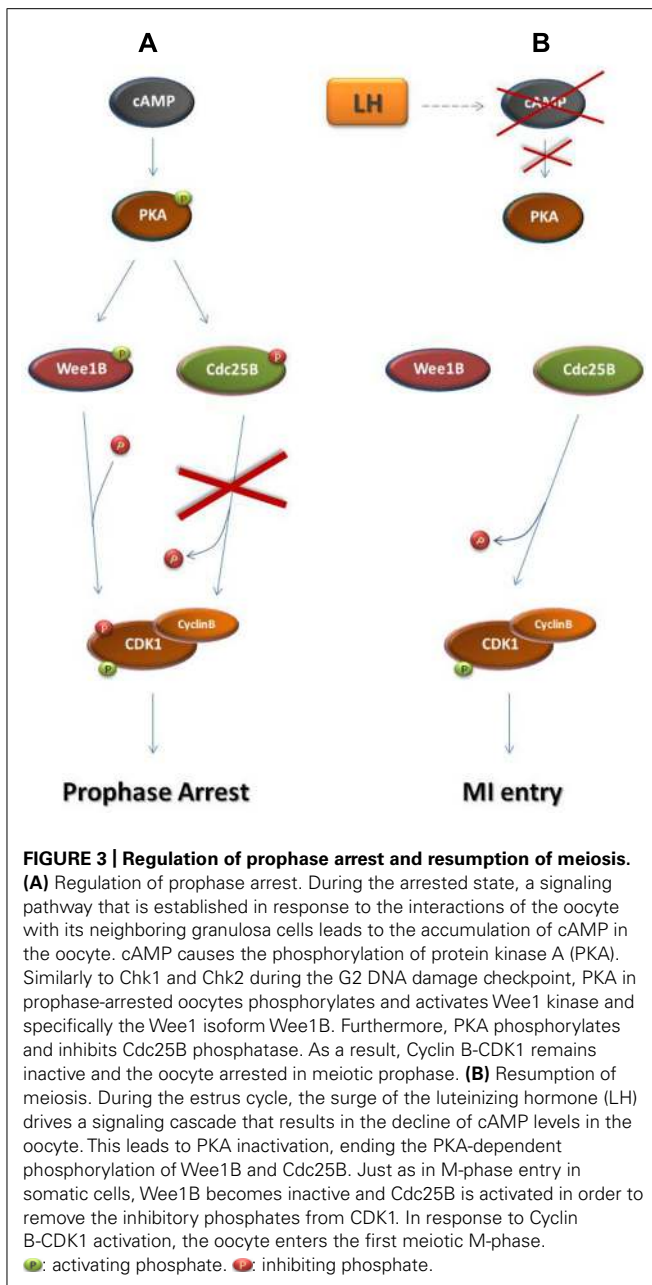 A B
cAMP LH cAMP
PKA P PKA
Wee1B P Cdc25B P Wee1B Cdc25B
P
P P
P CDK1 CyclinB CDK1 CyclinB
P P
Prophase Arrest MI entry
FIGURE 3 | Regulation of prophase arrest and resumption of meiosis.
(A) Regulation of prophase arrest. During the arrested state, a signaling
pathway that is established in response to the interactions of the oocyte
with its neighboring granulosa cells leads to the accumulation of cAMP in
the oocyte. cAMP causes the phosphorylation of protein kinase A (PKA).
Similarly to Chk1 and Chk2 during the G2 DNA damage checkpoint, PKA in
prophase-arrested oocytes phosphorylates and activates Wee1 kinase and
specifically the Wee1 isoform Wee1B. Furthermore, PKA phosphorylates
and inhibits Cdc25B phosphatase. As a result, Cyclin B-CDK1 remains
inactive and the oocyte arrested in meiotic prophase. (B) Resumption of
meiosis. During the estrus cycle, the surge of the luteinizing hormone (LH)
drives a signaling cascade that results in the decline of cAMP levels in the
oocyte. This leads to PKA inactivation, ending the PKA-dependent
phosphorylation of Wee1B and Cdc25B. Just as in M-phase entry in
somatic cells, Wee1B becomes inactive and Cdc25B is activated in order to
remove the inhibitory phosphates from CDK1. In response to Cyclin
B-CDK1 activation, the oocyte enters the first meiotic M-phase.
P: activating phosphate. P: inhibiting phosphate.